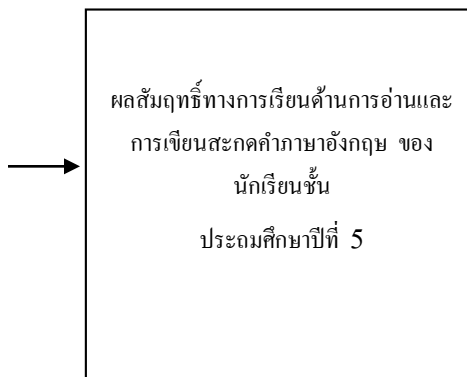 ผลสัมฤทธิ์ทางการเรียนด้านการอ่านและ
การเขียนสะกดคำภาษาอังกฤษ ของ
นักเรียนชั้น
ประถมศึกษาปีที่ 5